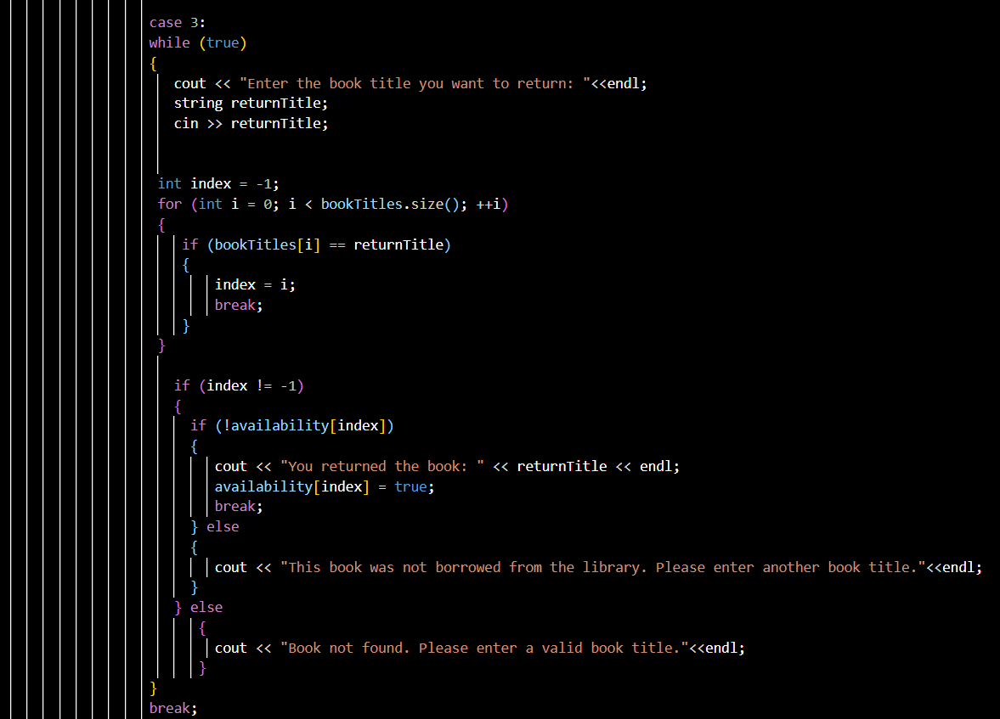 case 3:
while (true)
{
cout << "Enter the book title you want to return: "<<endl;
string returnTitle;
cin >> returnTitle;
int index = -1;
for (int i = 0; i < bookTitles.size(); ++i)
{
if (bookTitles[i] == returnTitle)
{
index = i;
break;
}
}
if (index != -1)
{
if (!availability[index])
{
cout << "You returned the book: " << returnTitle << endl;
availability[index] = true;
break;
} else
{
cout << "This book was not borrowed from the library. Please enter another book title."<<endl;
}
} else
{
cout << "Book not found. Please enter a valid book title."<<endl;
}
}
break;